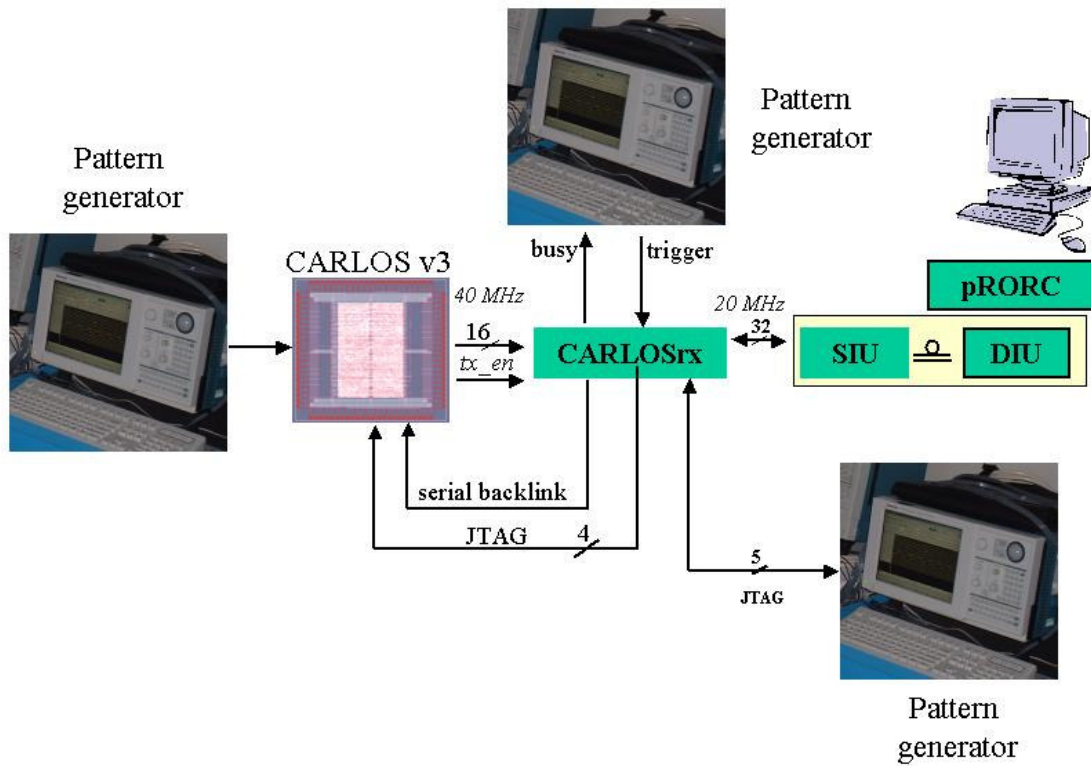 Pattern
generator
Pattern
generator
busy
trigger
CARLOS v3
40 MHz
16
tx_en
CARLOSrx
20 MHz
32
pRORC
SIU
DIU
serial backlink
JTAG
4
5
JTAG
Pattern
generator